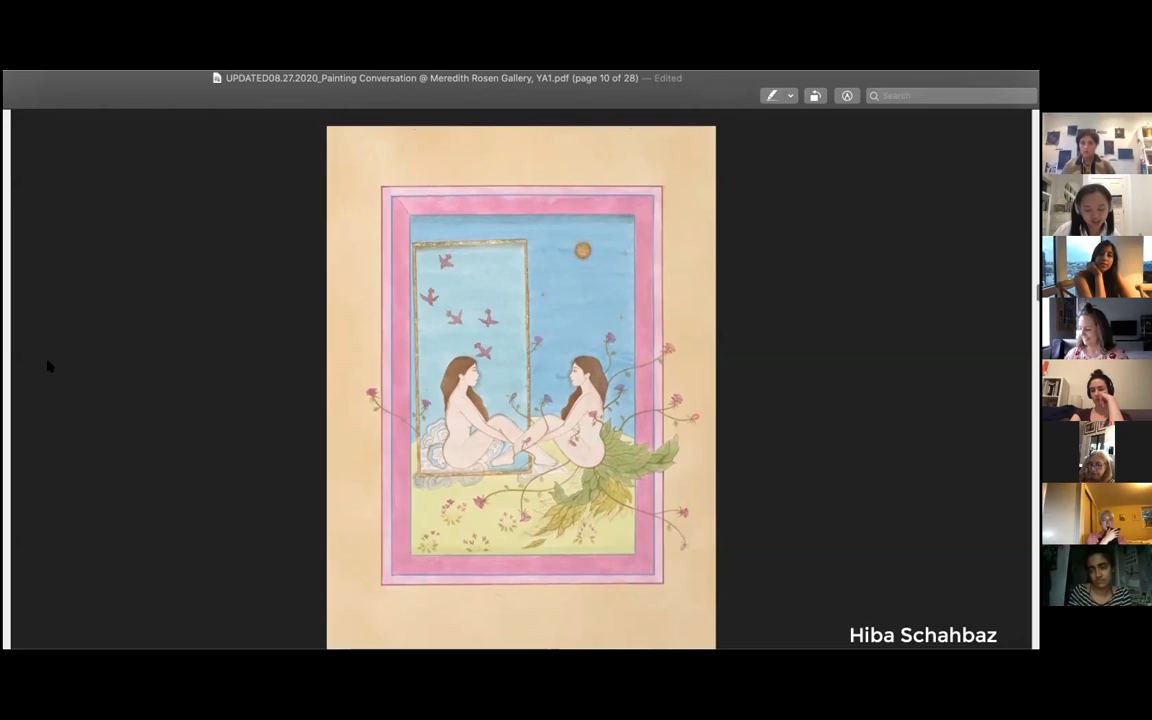 UPDATED08.27.2020_Painting Conversation @ Meredith Rosen Gallery, YA1.pdf (page 10 of 28) — Edited
Search
Hiba Schahbaz